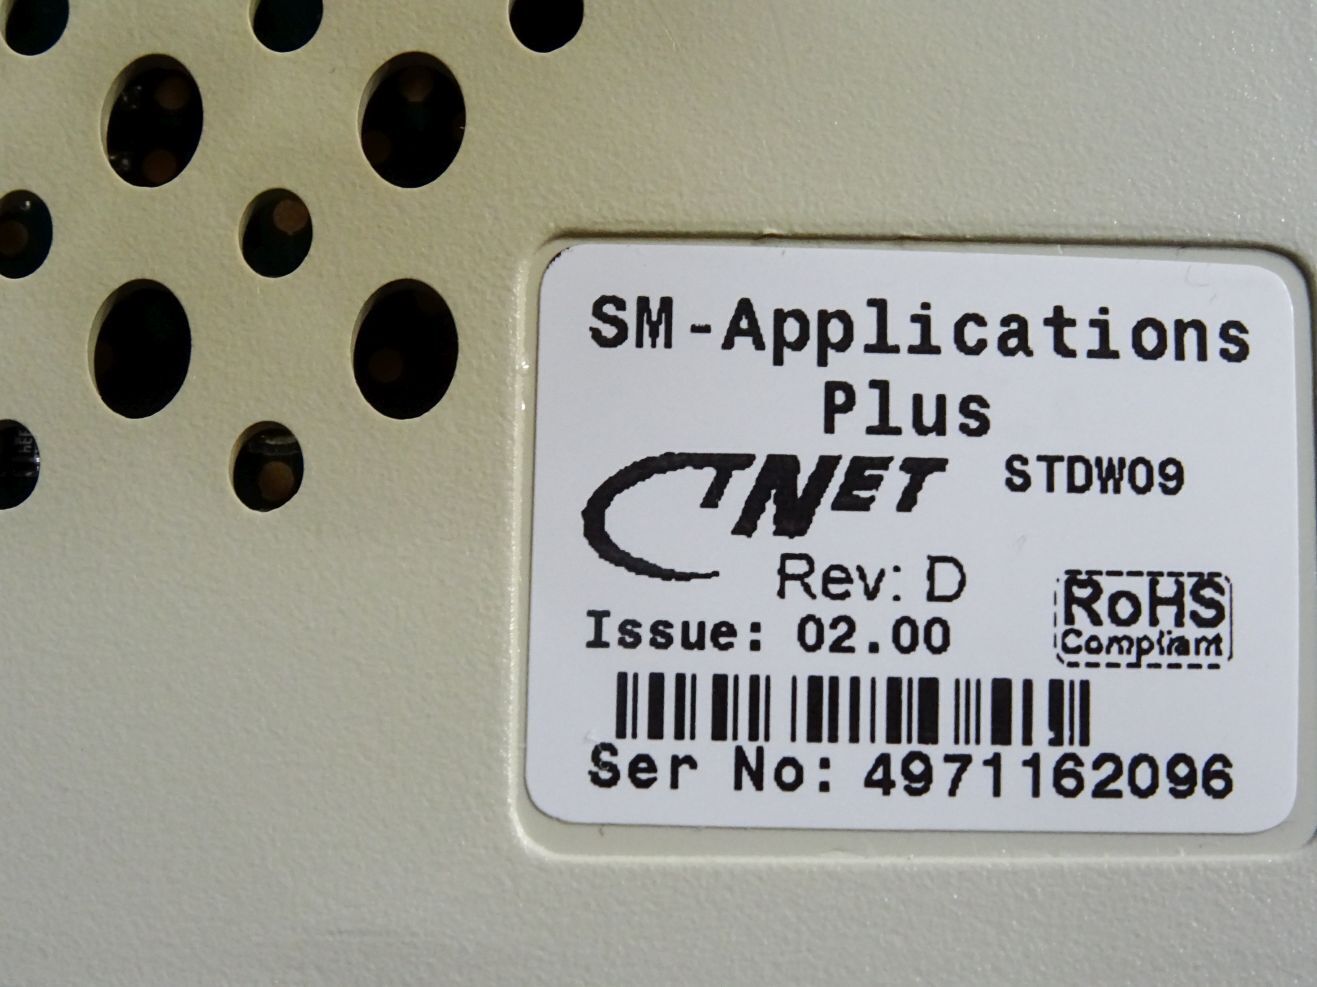 SM-Applications
Plus
CTNET STDW09
Rev: D
RoHS
Compliant
Issue: 02.00
Ser No: 4971162096